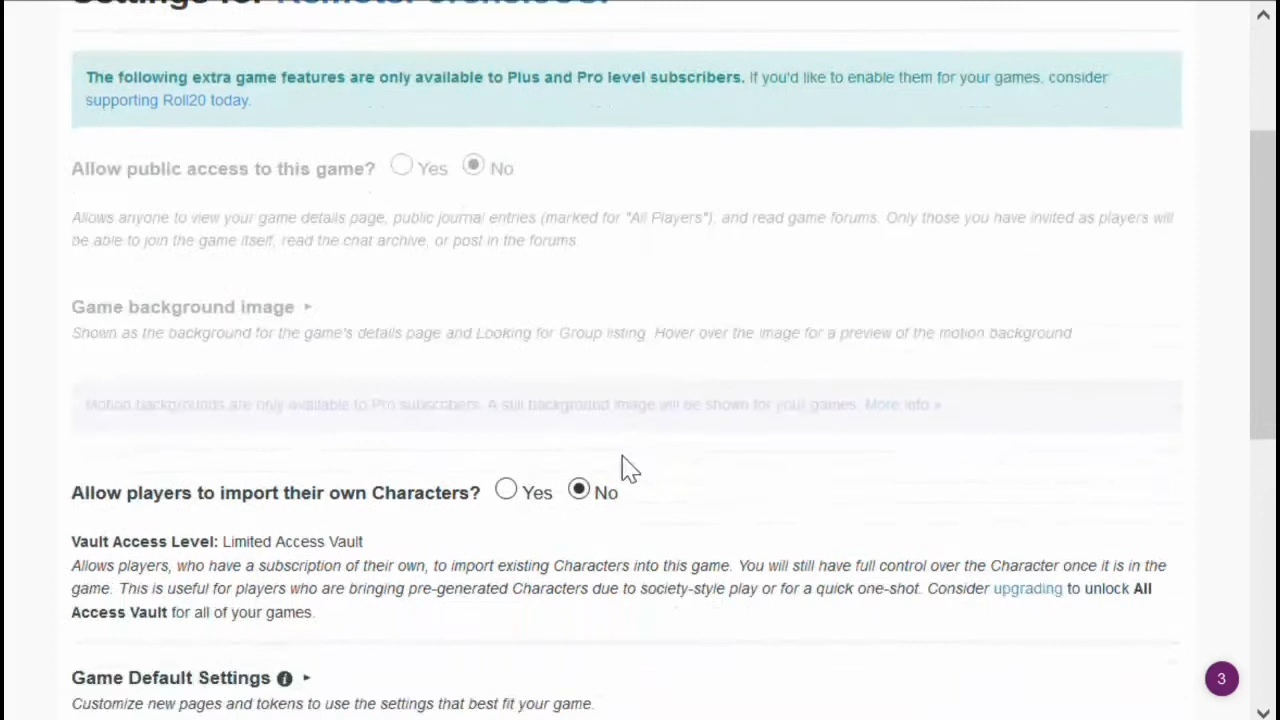 Settings for
The following extra game features are only available to Plus and Pro level subscribers. If you'd like to enable them for your games, consider
supporting Roll20 today.
Allow public access to this game? Yes No
Allows anyone to view your game details page, public journal entries (marked for "All Players"), and read game forums. Only those you have invited as players will
be able to join the game itself, read the chat archive, or post in the forums
Game background image ▸
Shown as the background for the game's details page and Looking for Group listing. Hover over the image for a preview of the motion background
Motion backgrounds are only available to Pro subscribers. A still background image will be shown for your games. More info »
Allow players to import their own Characters? Yes No
Vault Access Level: Limited Access Vault
Allows players, who have a subscription of their own, to import existing Characters into this game. You will still have full control over the Character once it is in the
game. This is useful for players who are bringing pre-generated Characters due to society-style play or for a quick one-shot. Consider upgrading to unlock All
Access Vault for all of your games.
Game Default Settings i ▸
3
Customize new pages and tokens to use the settings that best fit your game.